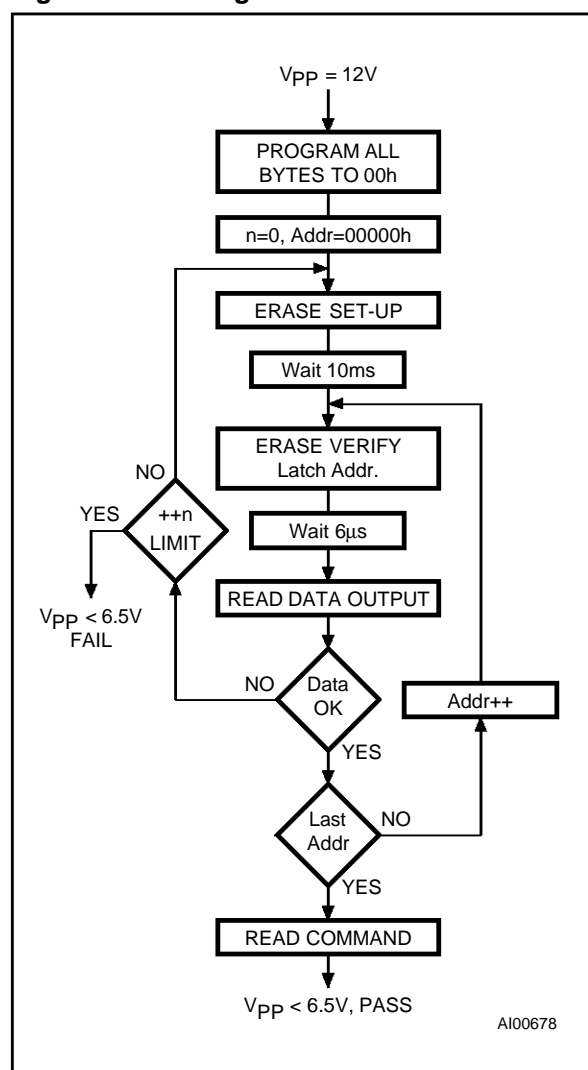 VPP = 12V
PROGRAM ALL
BYTES TO 00h
n=0, Addr=00000h
ERASE SET-UP
Wait 10ms
ERASE VERIFY
Latch Addr.
NO
YES
++n
LIMIT
Wait 6µs
READ DATA OUTPUT
VPP < 6.5V
FAIL
NO
Data
OK
Addr++
YES
Last
Addr
NO
YES
READ COMMAND
VPP < 6.5V, PASS
AI00678